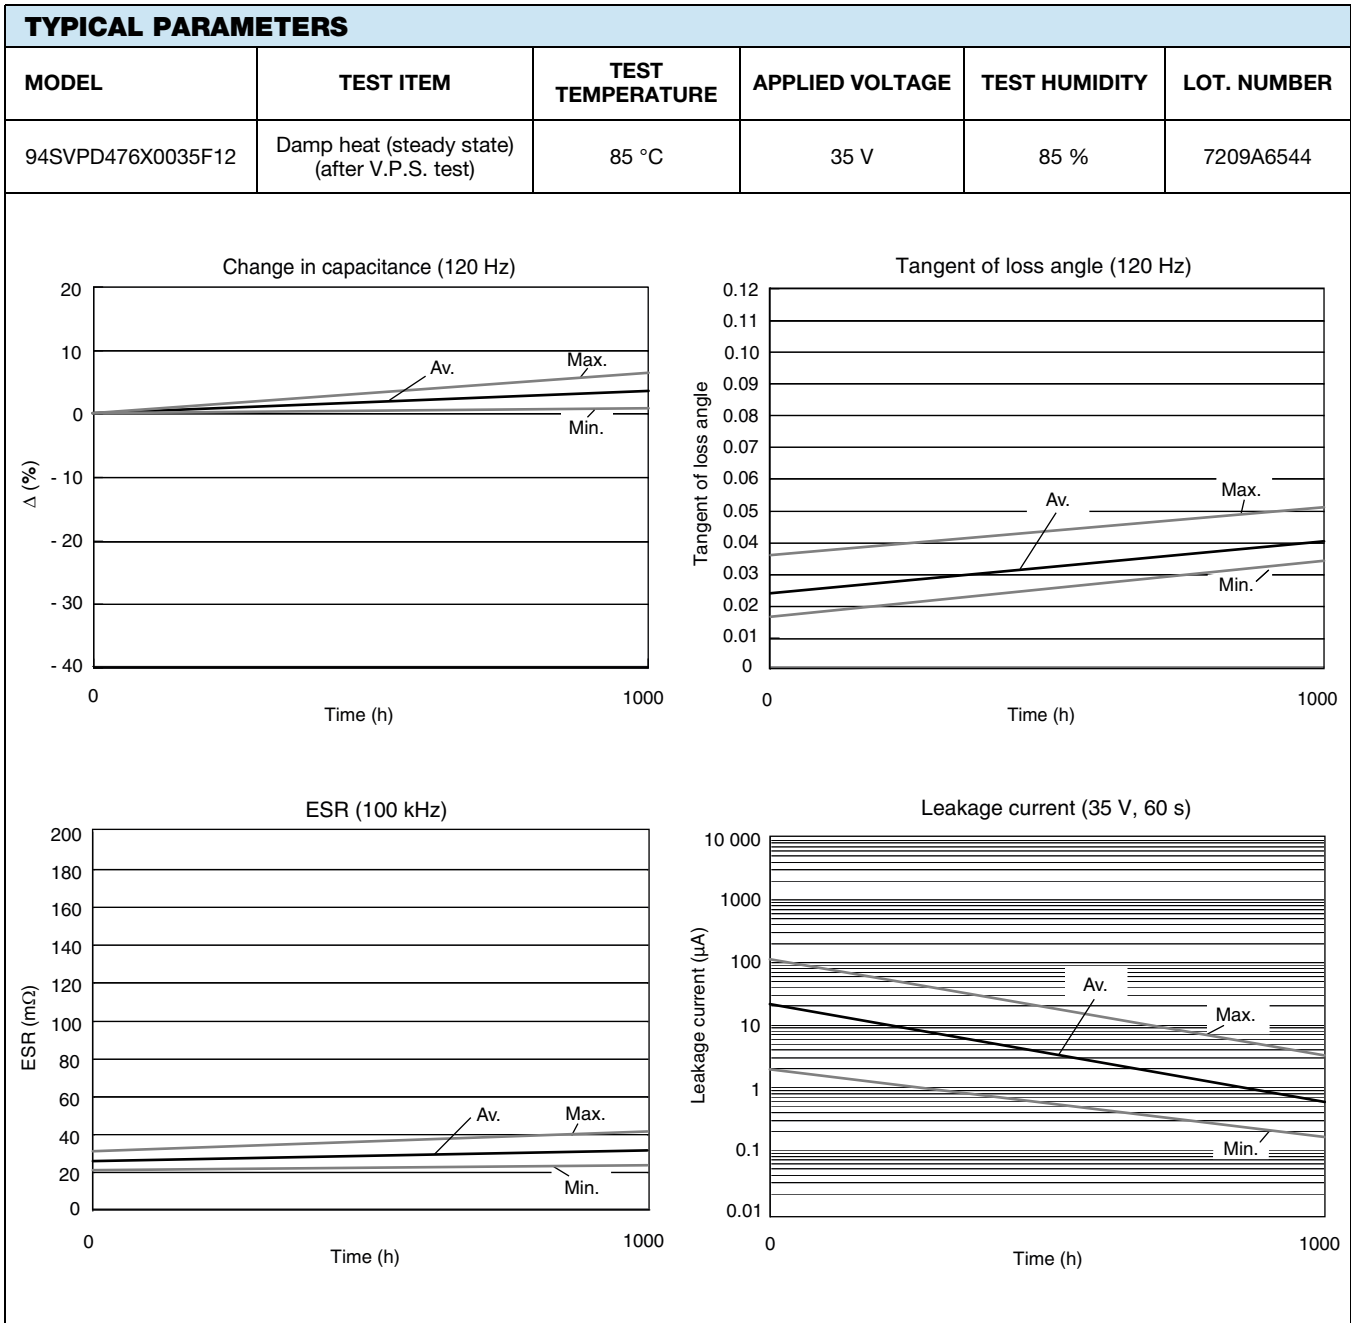 TYPICAL PARAMETERS
MODEL
TEST ITEM
TEST
TEMPERATURE
APPLIED VOLTAGE
TEST HUMIDITY
LOT. NUMBER
94SVPD476X0035F12
Damp heat (steady state)
(after V.P.S. test)
85 °C
35 V
85 %
7209A6544
Change in capacitance (120 Hz)
20
10
0
- 10
- 20
- 30
- 40
Δ (%)
Av.
Max.
Min.
0
1000
Time (h)
Tangent of loss angle (120 Hz)
0.12
0.11
0.10
0.09
0.08
0.07
0.06
0.05
0.04
0.03
0.02
0.01
0
Tangent of loss angle
Av.
Max.
Min.
0
1000
Time (h)
ESR (100 kHz)
200
180
160
140
120
100
80
60
40
20
0
ESR (mΩ)
Av.
Max.
Min.
0
1000
Time (h)
Leakage current (35 V, 60 s)
10 000
1000
100
10
1
0.1
0.01
Leakage current (µA)
Av.
Max.
Min.
0
1000
Time (h)